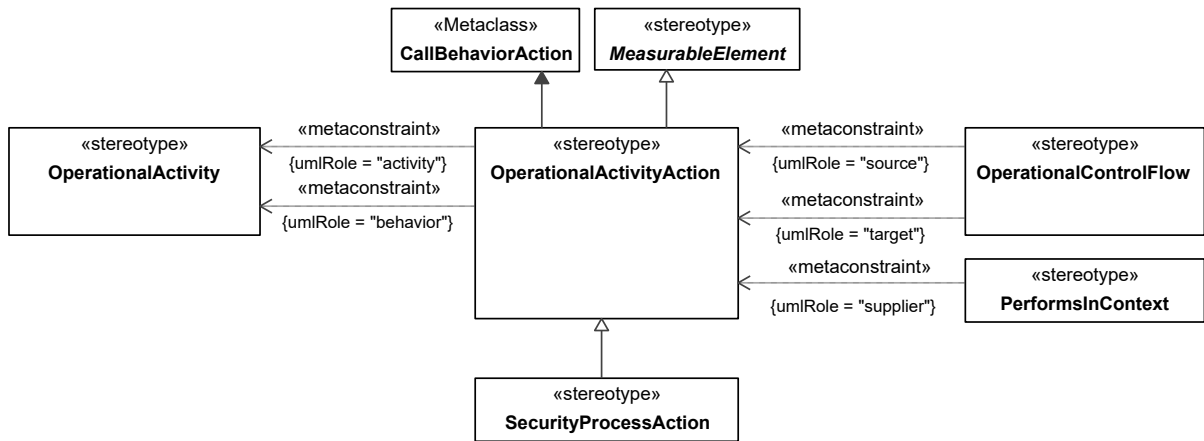 «Metaclass»
CallBehaviorAction
«stereotype»
MeasurableElement
«stereotype»
OperationalActivity
«metaconstraint»
{umlRole = "activity"}
«metaconstraint»
{umlRole = "behavior"}
«stereotype»
OperationalActivityAction
«metaconstraint»
{umlRole = "source"}
«metaconstraint»
{umlRole = "target"}
«metaconstraint»
{umlRole = "supplier"}
«stereotype»
OperationalControlFlow
«stereotype»
PerformsInContext
«stereotype»
SecurityProcessAction